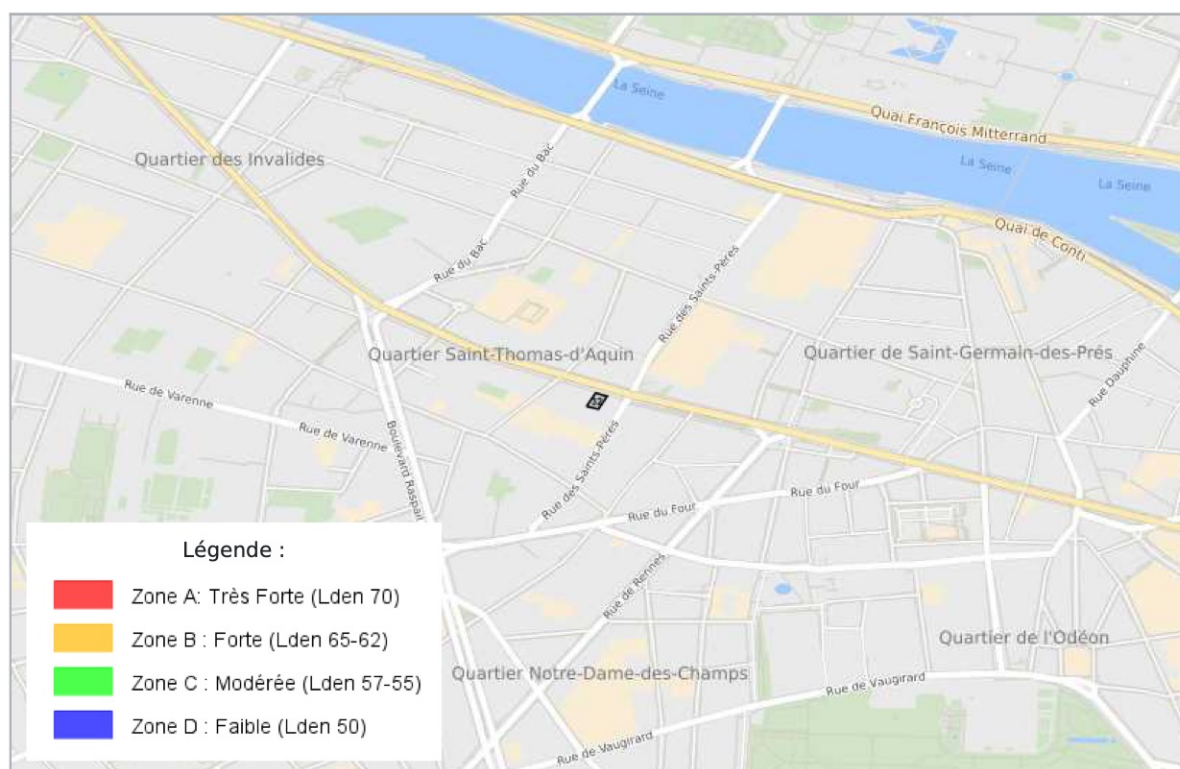 La Seine
Quai François Mitterrand
La Seine
La Seine
Quartier des Invalides
Rue du Bac
Quai de Conti
Rue du Bac
Rue des Saints-Pères
Quartier Saint-Thomas-d'Aquin
Quartier de Saint-Germain-des-Prés
Rue Dauphine
Rue de Varenne
Rue de Varenne
Boulevard Raspail
Rue des Saints-Pères
Rue du Four
Rue du Four
Rue de Rennes
Quartier de l'Odéon
Quartier Notre-Dame-des-Champs
Rue de Vaugirard
Rue de Vaugirard
Légende :
Zone A: Très Forte (Lden 70)
Zone B : Forte (Lden 65-62)
Zone C : Modérée (Lden 57-55)
Zone D : Faible (Lden 50)